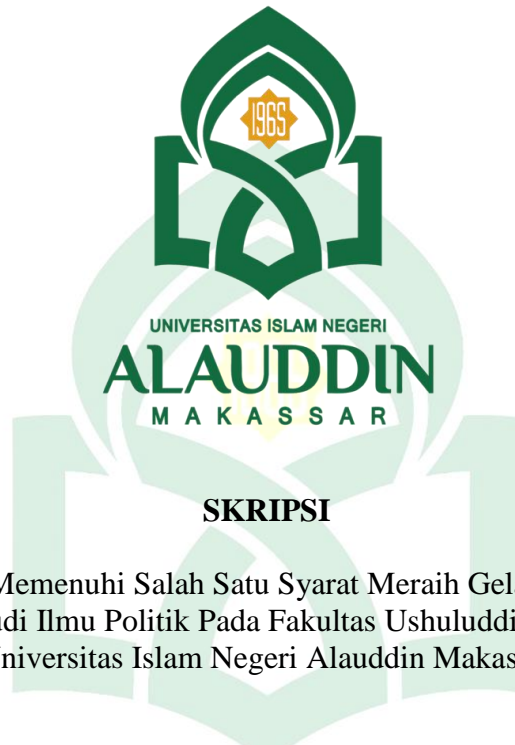 1965
UNIVERSITAS ISLAM NEGERI
ALAUDDIN
MAKASSAR
SKRIPSI
Memenuhi Salah Satu Syarat Meraih
Ilmu Politik Pada Fakultas
Islam Negeri Alauddin